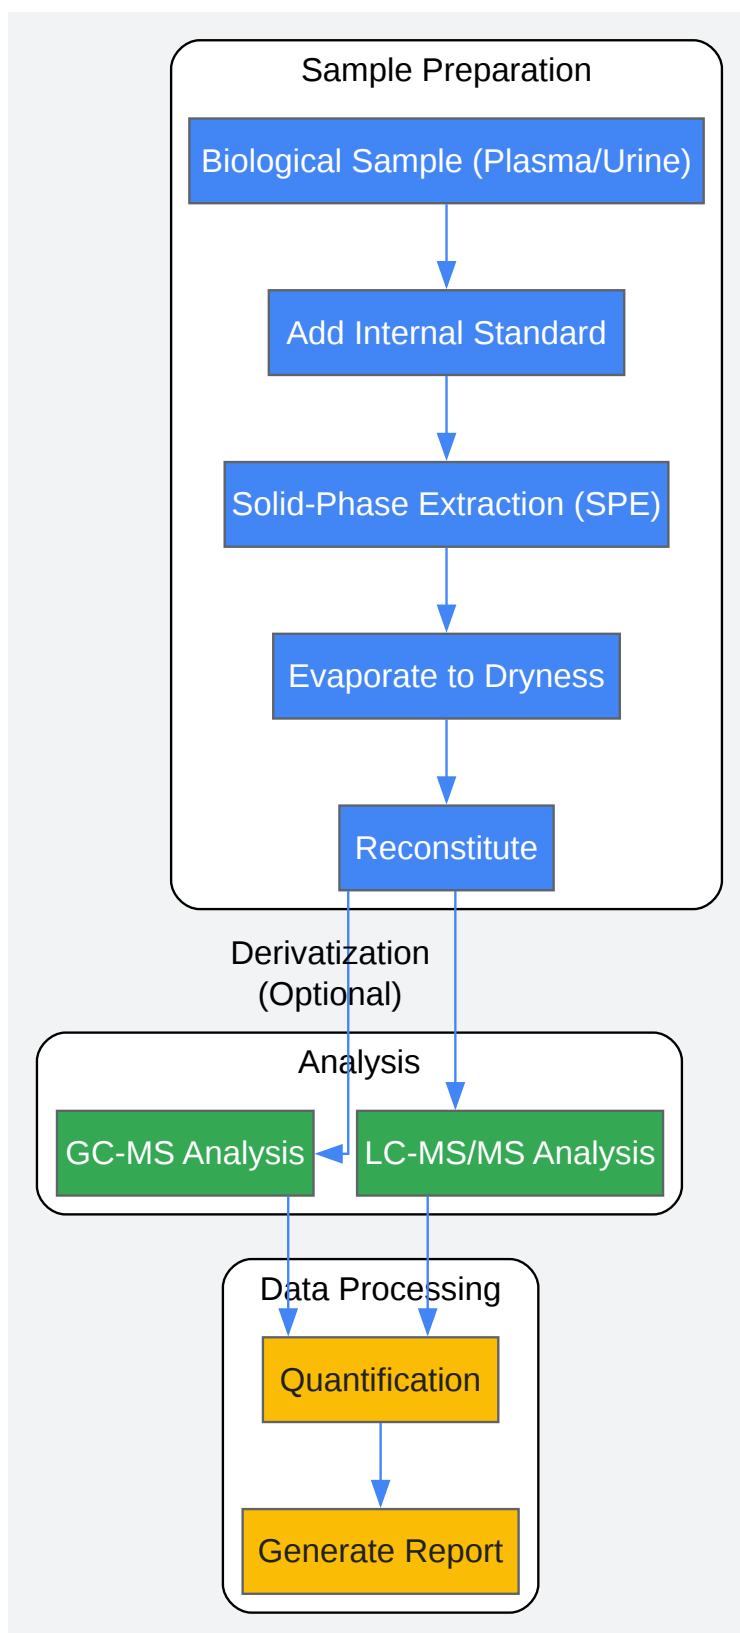 Sample Preparation
Biological Sample (Plasma/Urine)
Add Internal Standard
Solid-Phase Extraction (SPE)
Evaporate to Dryness
Reconstitute
Derivatization
(Optional)
Analysis
GC-MS Analysis
LC-MS/MS Analysis
Data Processing
Quantification
Generate Report